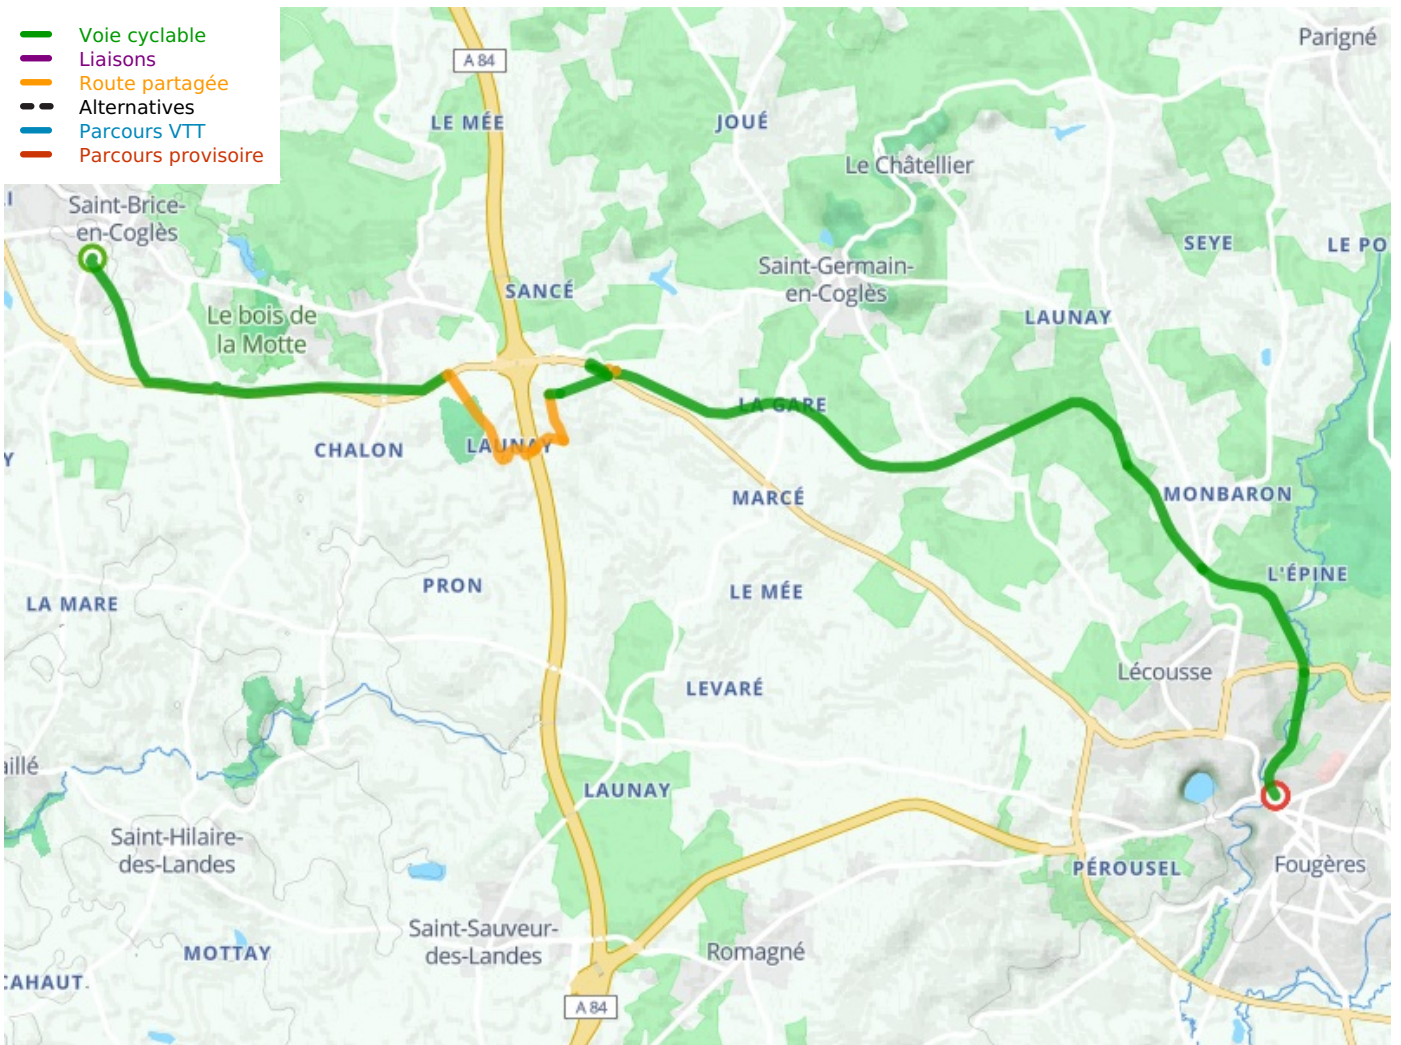 Voie cyclable
Liaisons
Route partagée
Alternatives
Parcours VTT
Parcours provisoire
Parigné
A 84
LE MÉE
JOUÉ
Le Châtellier
Saint-Brice-
en-Coglès
SEYE
LE PO
Saint-Germain-
en-Coglès
SANCÉ
Le bois de
la Motte
LAUNAY
LA GARE
CHALON
LAUNAY
Y
MARCÉ
MONBARON
L'ÉPINE
PRON
LE MÉE
LA MARE
Lécousse
LEVARÉ
aillé
LAUNAY
Saint-Hilaire-
des-Landes
PÉROUSEL
Fougères
Saint-Sauveur-
des-Landes
Romagné
MOTTAY
CAHAUT
A 84